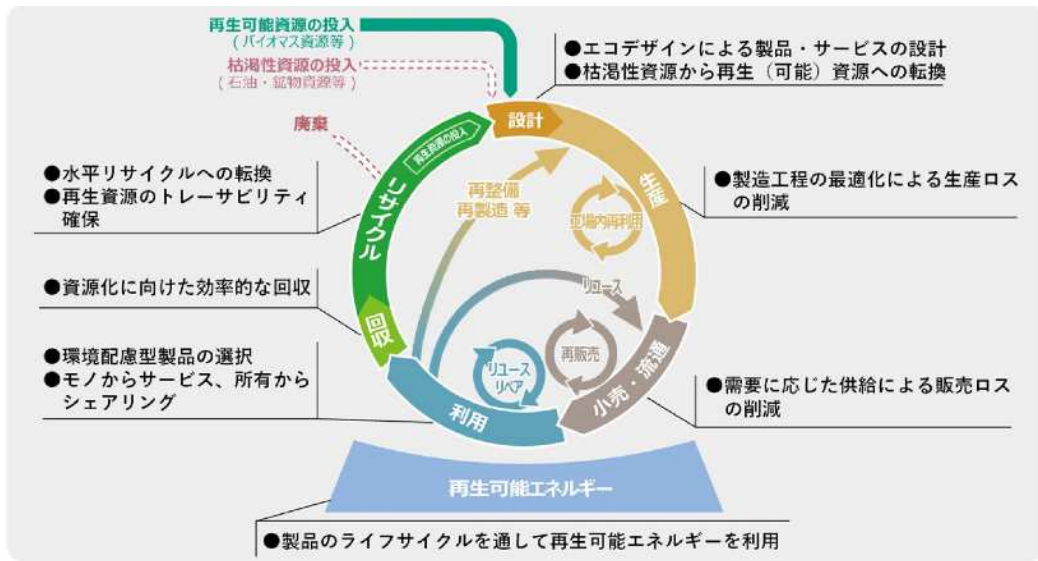 再生可能資源の投入
（バイオマス資源等）
枯渇性資源の投入
（石油・鉱物資源等）
廃棄
●エコデザインによる製品・サービスの設計
●枯渇性資源から再生（可能）資源への転換
設計
再生資源の投入
リサイクル
生産
●水平リサイクルへの転換
●再生資源のトレーサビリティ
確保
再整備
再製造 等
工場内再利用
●製造工程の最適化による生産ロス
の削減
●資源化に向けた効率的な回収
回収
リユース
●環境配慮型製品の選択
●モノからサービス、所有から
シェアリング
リユース
リペア
再販売
利用
小売・流通
●需要に応じた供給による販売ロス
の削減
再生可能エネルギー
●製品のライフサイクルを通して再生可能エネルギーを利用